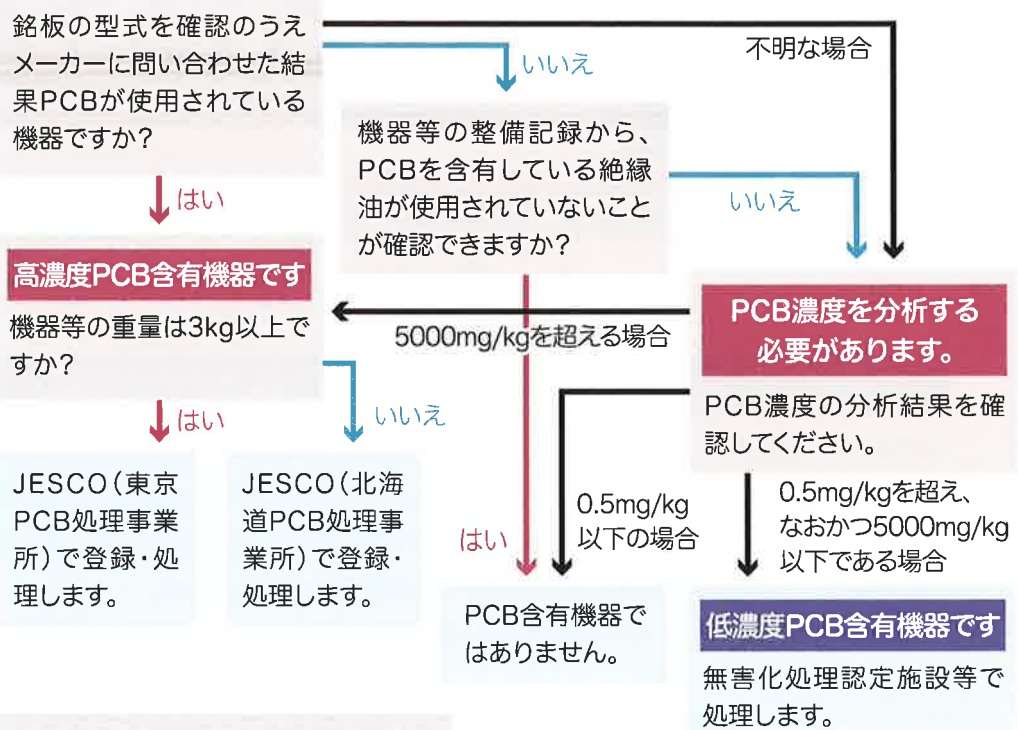 銘板の型式を確認のうえ
メーカーに問い合わせた結
果PCBが使用されている
機器ですか?
不明な場合
いいえ
機器等の整備記録から、
PCBを含有している絶縁
油が使用されていないこと
が確認できますか?
いいえ
はい
高濃度PCB含有機器です
機器等の重量は3kg以上で
すか?
5000mg/kgを超える場合
PCB濃度を分析する
必要があります。
PCB濃度の分析結果を確
認してください。
はい
いいえ
JESCO(東京
PCB処理事業
所)で登録・処
理します。
JESCO(北海
道PCB処理事
業所)で登録・
処理します。
はい
0.5mg/kg
以下の場合
0.5mg/kgを超え、
なおかつ5000mg/kg
以下である場合
PCB含有機器で
はありません。
低濃度PCB含有機器です
無害化処理認定施設等で
処理します。